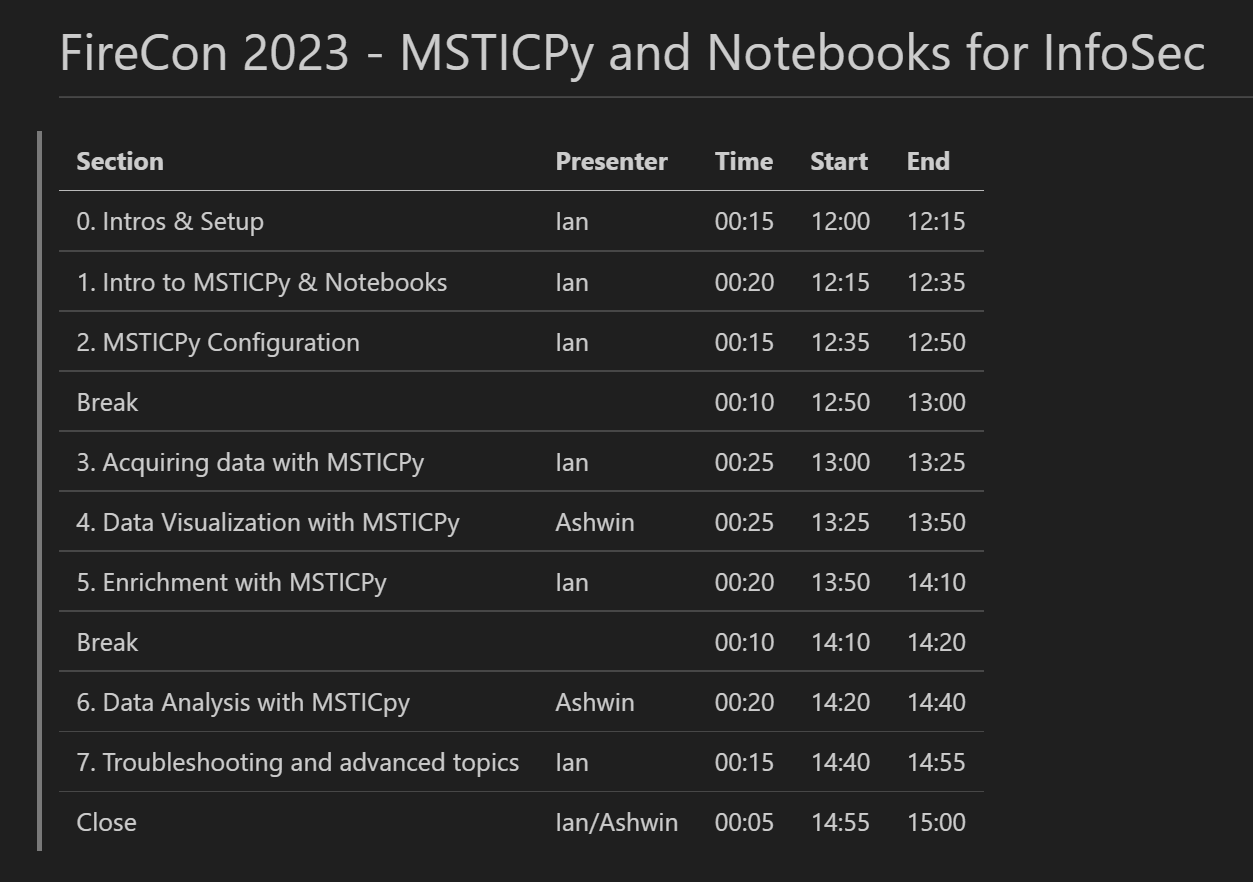 FireCon 2023 - MSTICPy and Notebooks for InfoSec
Section Presenter Time Start End
0. Intros & Setup Ian 00:15 12:00 12:15
1. Intro to MSTICPy & Notebooks Ian 00:20 12:15 12:35
2. MSTICPy Configuration Ian 00:15 12:35 12:50
Break 00:10 12:50 13:00
3. Acquiring data with MSTICPy Ian 00:25 13:00 13:25
4. Data Visualization with MSTICPy Ashwin 00:25 13:25 13:50
5. Enrichment with MSTICPy Ian 00:20 13:50 14:10
Break 00:10 14:10 14:20
6. Data Analysis with MSTICpy Ashwin 00:20 14:20 14:40
7. Troubleshooting and advanced topics Ian 00:15 14:40 14:55
Close Ian/Ashwin 00:05 14:55 15:00